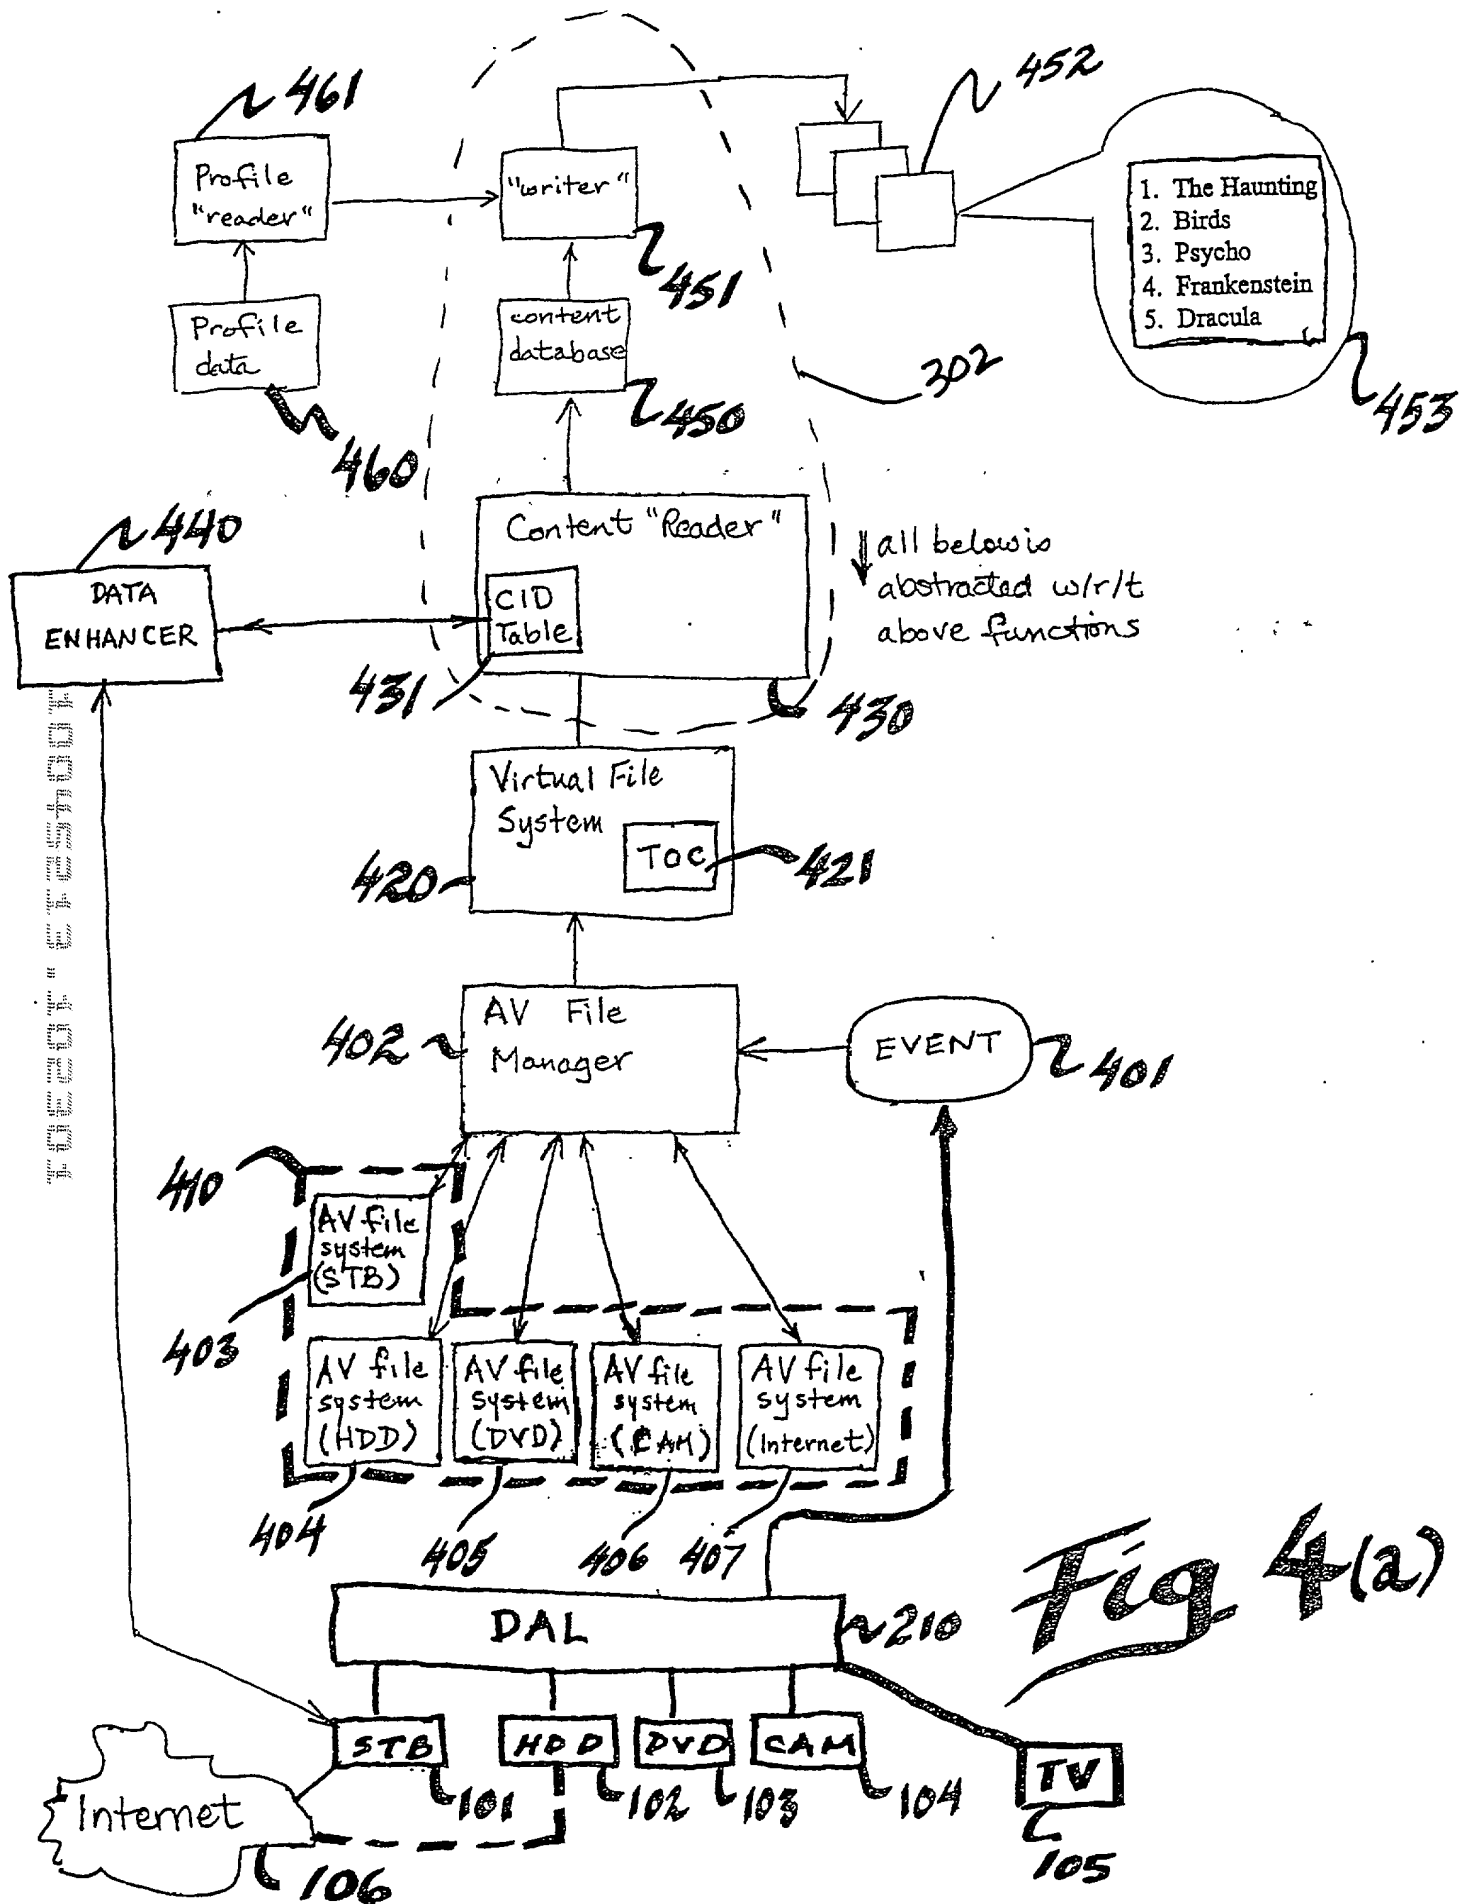 461
452
Profile
"reader"
"writer"
1. The Haunting
2. Birds
3. Psycho
4. Frankenstein
5. Dracula
451
Profile
data
content
database
302
450
453
460
440
Content "Reader"
all below is
abstracted w/r/t
above functions
DATA
ENHANCER
CID
Table
431
430
Virtual File
System
TOC
421
420
AV File
Manager
402
EVENT
401
410
AV file
system
(STB)
403
AV file
system
(HDD)
AV file
system
(DVD)
AV file
system
(CAM)
AV file
system
(Internet)
404
405
406
407
Fig 4(a)
DAL
210
STB
HDD
DVD
CAM
TV
101
102
103
104
105
Internet
106